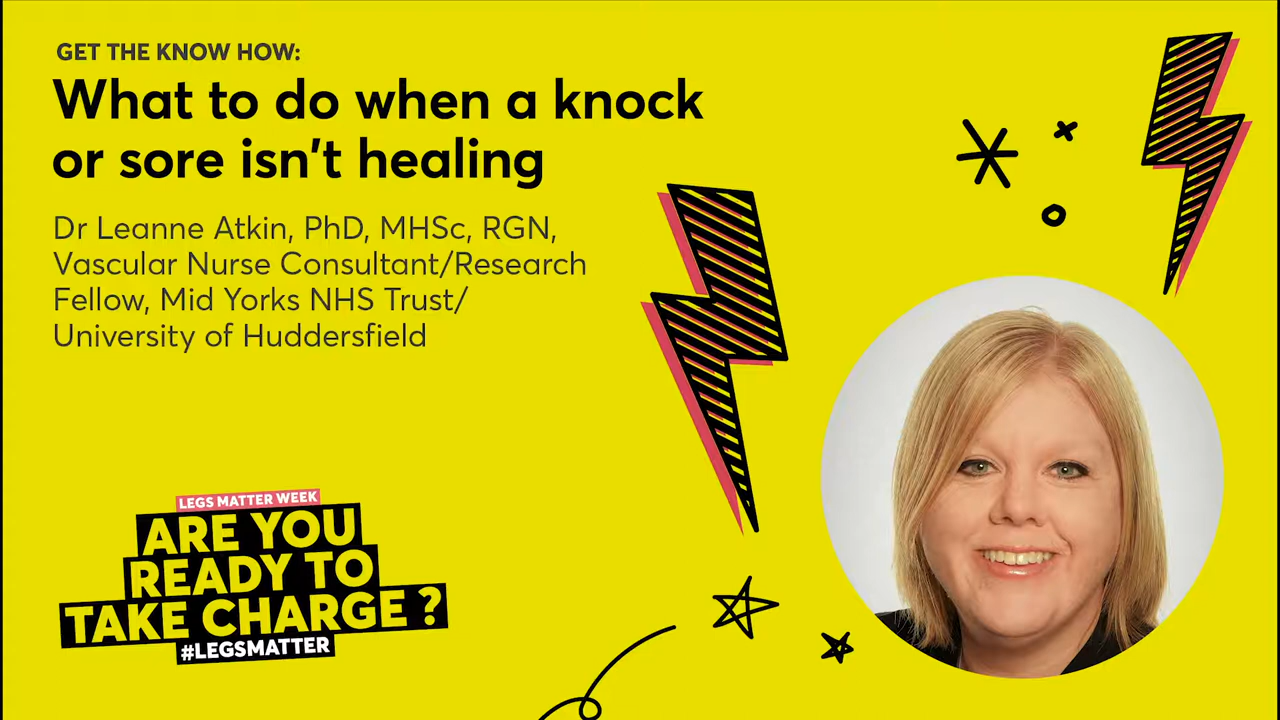 GET THE KNOW HOW:
What to do when a knock
or sore isn't healing
Dr Leanne Atkin, PhD, MHSc, RGN,
Vascular Nurse Consultant/Research
Fellow, Mid Yorks NHS Trust/
University of Huddersfield
LEGS MATTER WEEK
ARE YOU
READY TO
TAKE CHARGE ?
#LEGSMATTER